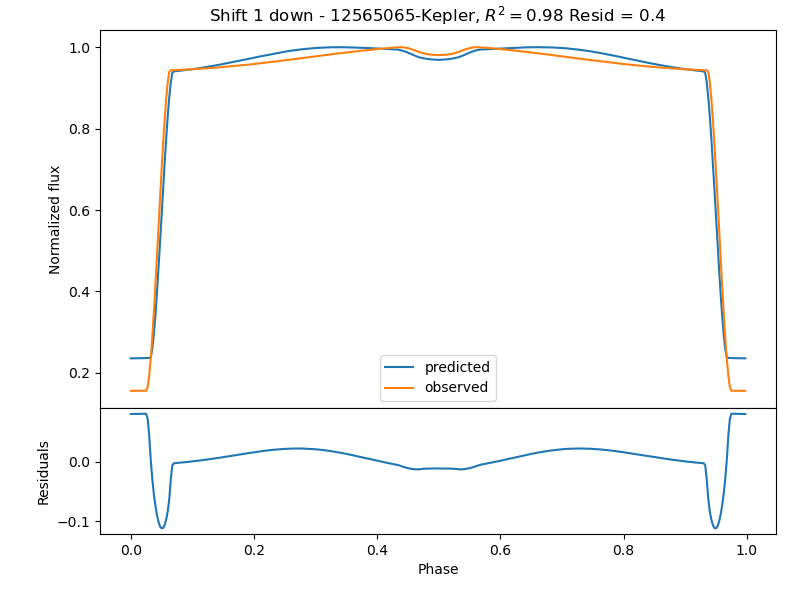 Shift 1 down - 12565065-Kepler, R² = 0.98 Resid = 0.4
1.0
0.8
0.6
0.4
0.2
Normalized flux
predicted
observed
0.0
−0.1
Residuals
0.0
0.2
0.4
0.6
0.8
1.0
Phase